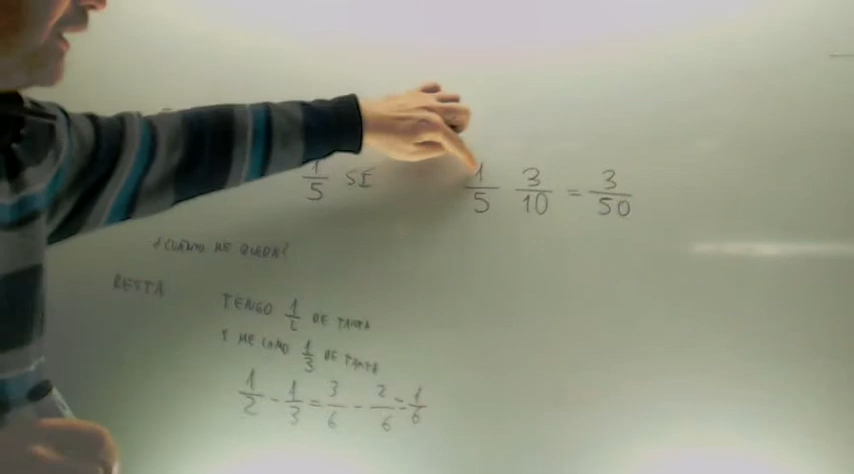 1/5 SI 1/5 3/10 = 3/50
¿CUÁNTO ME QUEDA?
RESTA
TENGO 1/2 DE TARTA
Y ME COMO 1/3 DE TARTA
1/2 - 1/3 = 3/6 - 2/6 = 1/6